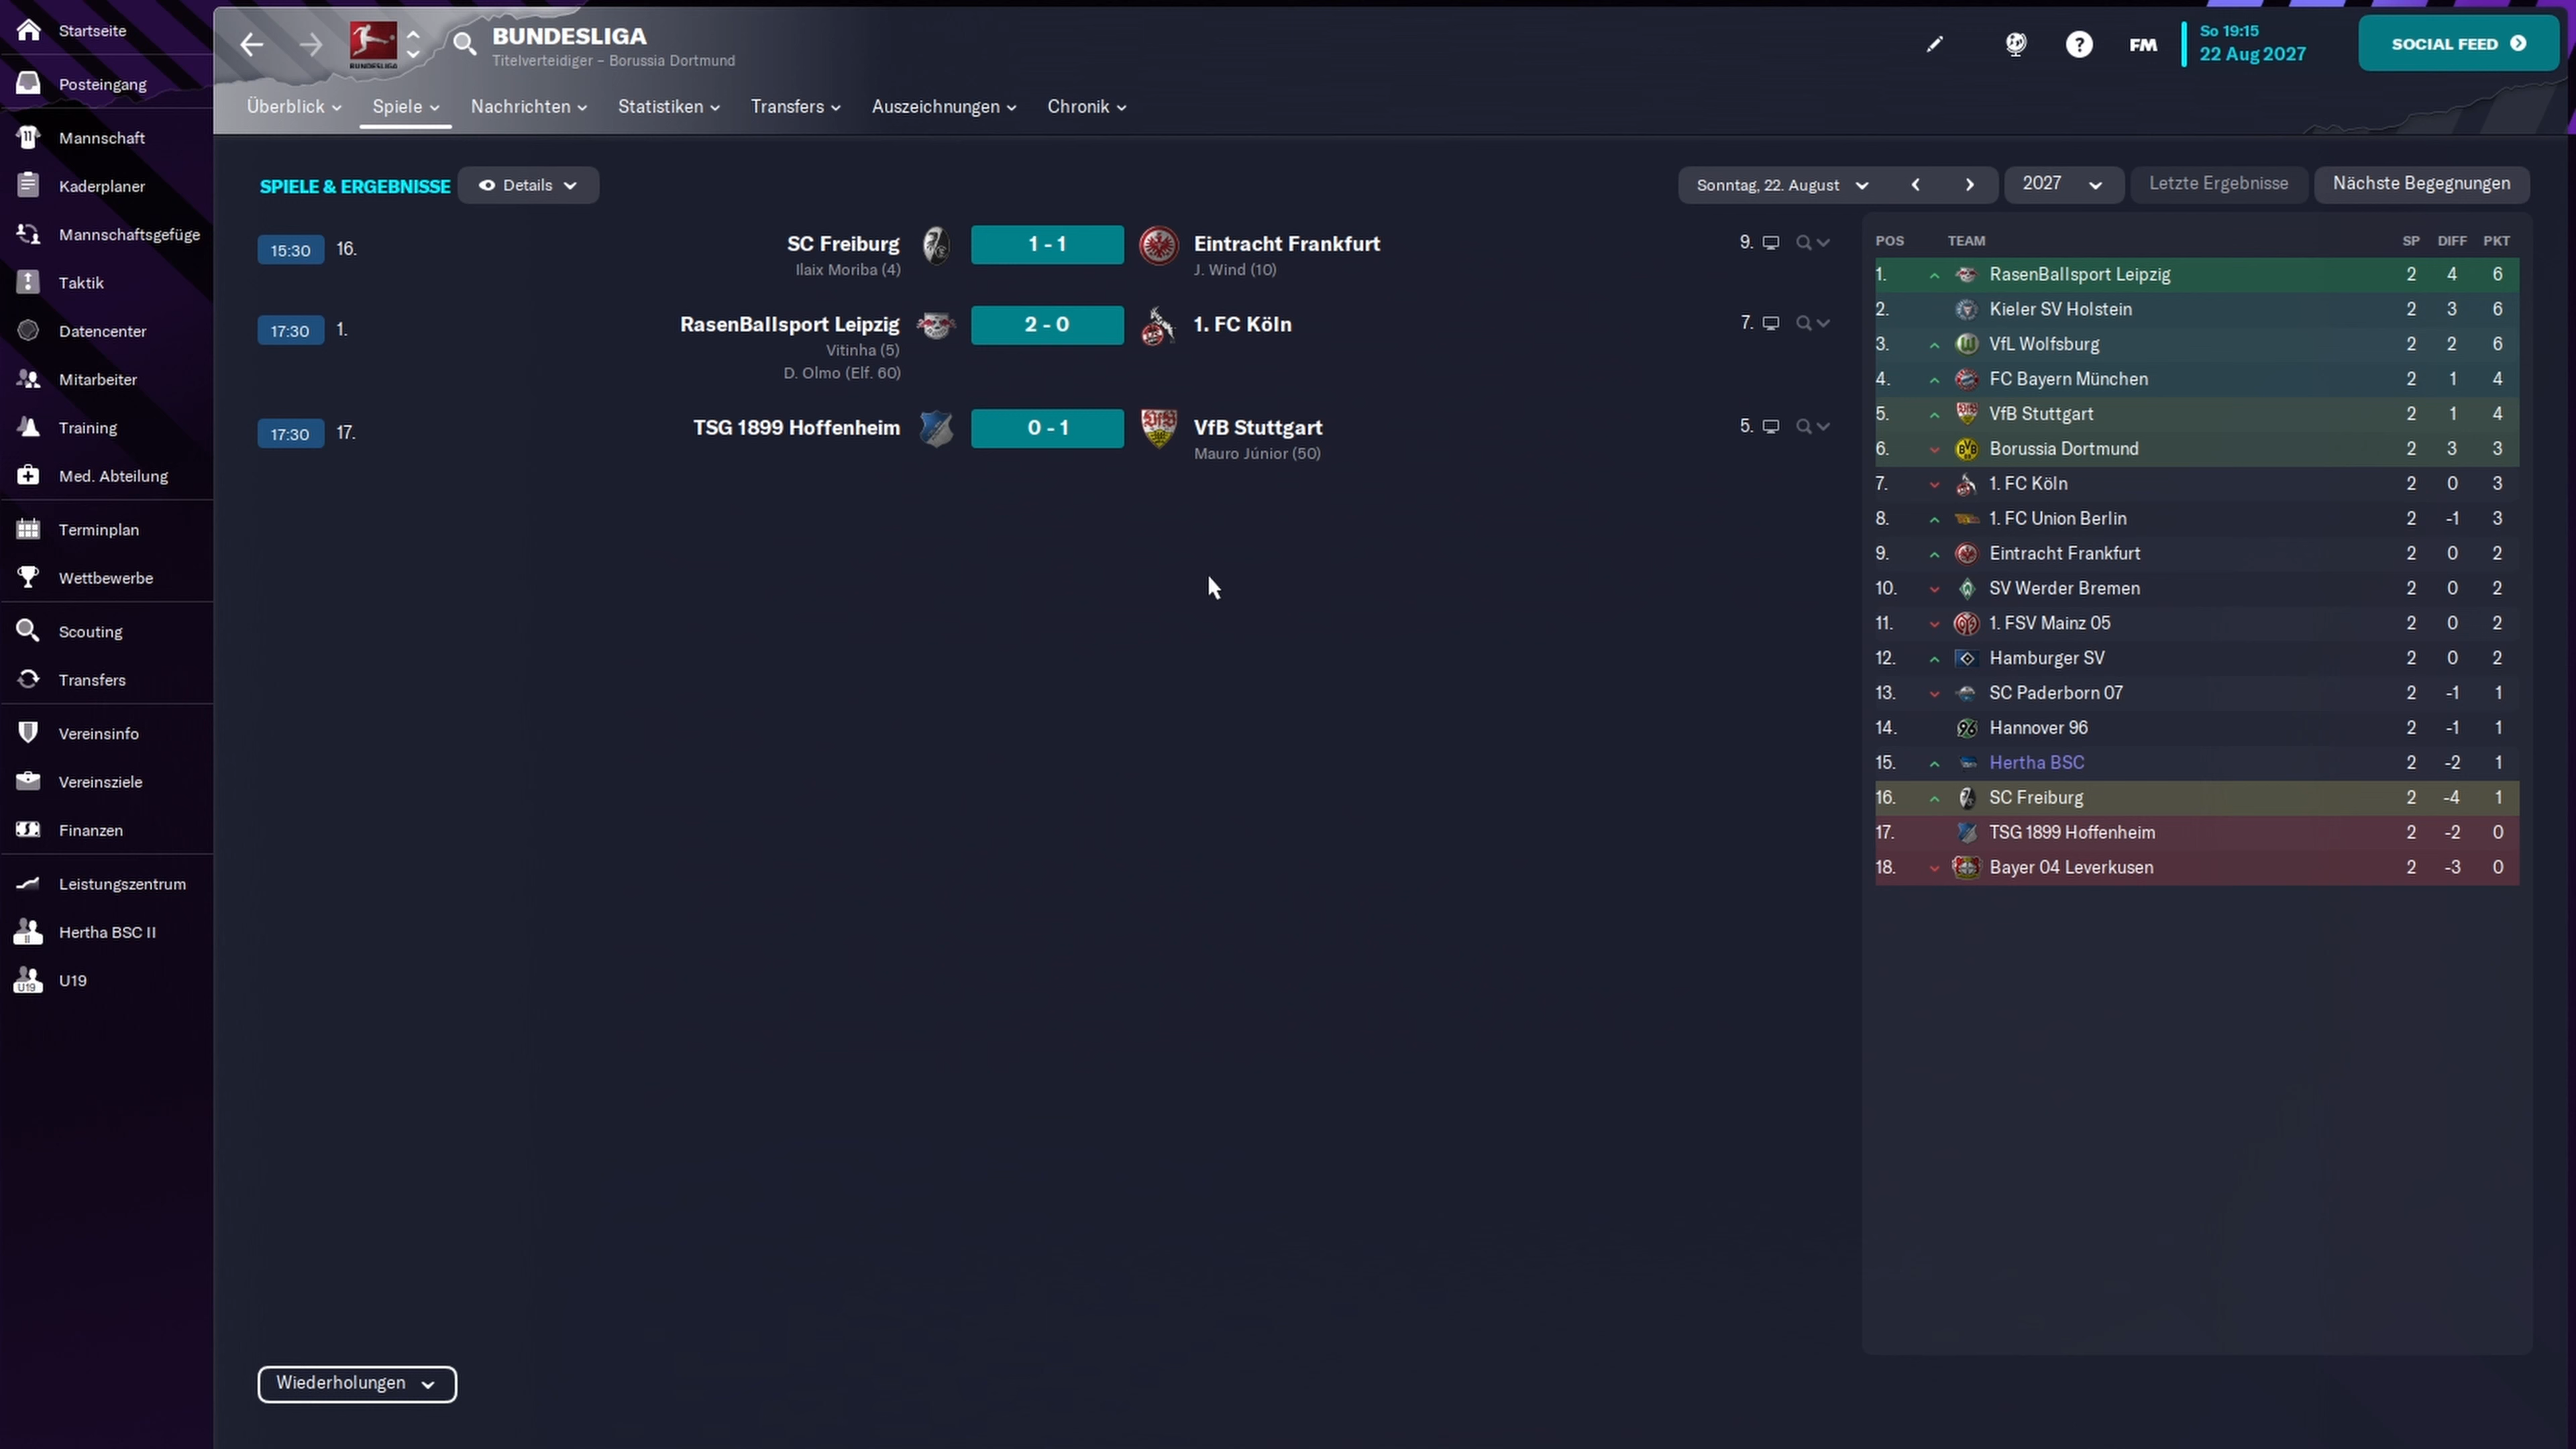 Startseite
Posteingang
Mannschaft
Kaderplaner
Mannschaftsgefüge
Taktik
Datencenter
Mitarbeiter
Training
Med. Abteilung
Terminplan
Wettbewerbe
Scouting
Transfers
Vereinsinfo
Vereinsziele
Finanzen
Leistungszentrum
Hertha BSC II
U19
BUNDESLIGA
Titelverteidiger – Borussia Dortmund
FM
So 19:15
22 Aug 2027
SOCIAL FEED
Überblick Spiele Nachrichten Statistiken Transfers Auszeichnungen Chronik
SPIELE & ERGEBNISSE Details
Sonntag, 22. August 2027 Letzte Ergebnisse Nächste Begegnungen
15:30 16. SC Freiburg 1 - 1 Eintracht Frankfurt 9.
Ilaix Moriba (4) J. Wind (10)
17:30 1. RasenBallsport Leipzig 2 - 0 1. FC Köln 7.
Vitinha (5)
D. Olmo (Elf. 60)
17:30 17. TSG 1899 Hoffenheim 0 - 1 VfB Stuttgart 5.
Mauro Júnior (50)
POS TEAM SP DIFF PKT
1. RasenBallsport Leipzig 2 4 6
2. Kieler SV Holstein 2 3 6
3. VfL Wolfsburg 2 2 6
4. FC Bayern München 2 1 4
5. VfB Stuttgart 2 1 4
6. Borussia Dortmund 2 3 3
7. 1. FC Köln 2 0 3
8. 1. FC Union Berlin 2 -1 3
9. Eintracht Frankfurt 2 0 2
10. SV Werder Bremen 2 0 2
11. 1. FSV Mainz 05 2 0 2
12. Hamburger SV 2 0 2
13. SC Paderborn 07 2 -1 1
14. Hannover 96 2 -1 1
15. Hertha BSC 2 -2 1
16. SC Freiburg 2 -4 1
17. TSG 1899 Hoffenheim 2 -2 0
18. Bayer 04 Leverkusen 2 -3 0
Wiederholungen